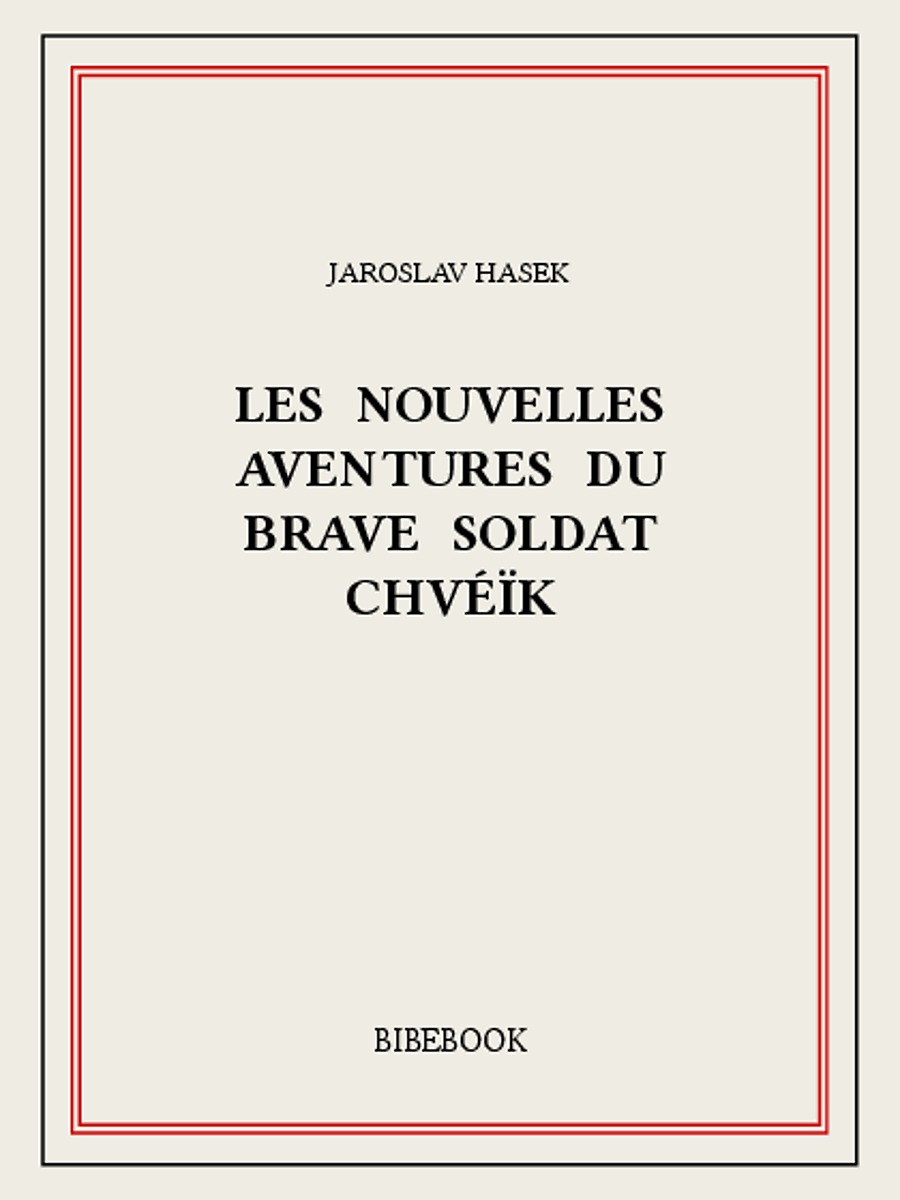 JAROSLAV HASEK
LES NOUVELLES
AVENTURES DU
BRAVE SOLDAT
CHVÉÏK
BIBEBOOK